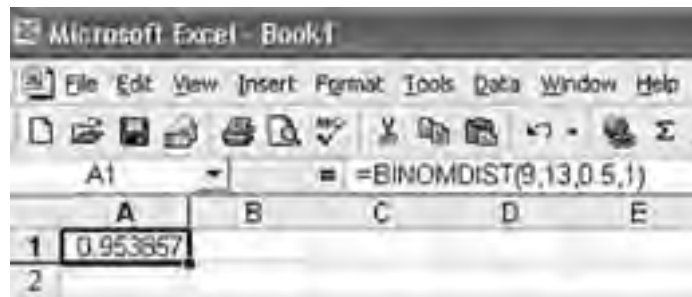 Microsoft Excel - Book1
File Edit View Insert Format Tools Data Window Help
A1 = =BINOMDIST(9,13,0.5,1)
A B C D E
1 0.953857
2